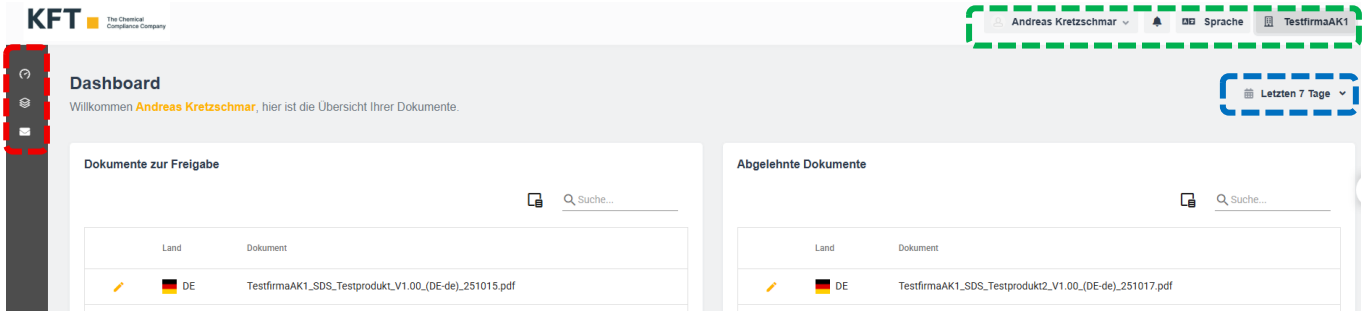 KFT The Chemical
Compliance Company
Andreas Kretzschmar Sprache TestfirmaAK1
Dashboard
Willkommen Andreas Kretzschmar, hier ist die Übersicht Ihrer Dokumente.
Letzten 7 Tage
Dokumente zur Freigabe
Suche...
Land Dokument
DE TestfirmaAK1_SDS_Testprodukt_V1.00_(DE-de)_251015.pdf
Abgelehnte Dokumente
Suche...
Land Dokument
DE TestfirmaAK1_SDS_Testprodukt2_V1.00_(DE-de)_251017.pdf